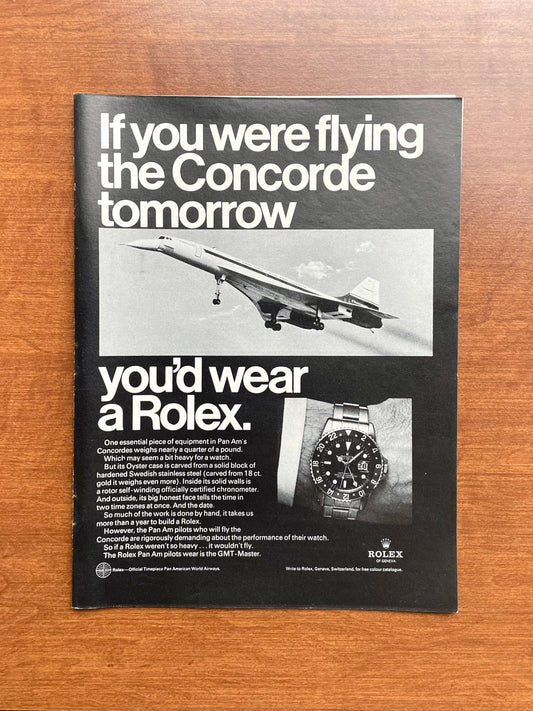 If you were flying
the Concorde
tomorrow
you'd wear
a Rolex.
One essential piece of equipment in Pan Am's
Concordes weighs nearly a quarter of a pound.
Which may seem a bit heavy for a watch.
But its Oyster case is carved from a solid block of
hardened Swedish stainless steel (carved from 18 ct.
gold it weighs even more). Inside its solid walls is
a rotor self-winding officially certified chronometer.
And outside, its big honest face tells the time in
two time zones at once. And the date.
So much of the work is done by hand, it takes us
more than a year to build a Rolex.
However, the Pan Am pilots who will fly the
Concorde are rigorously demanding about the performance of their watch.
So if a Rolex weren't so heavy . . . it wouldn't fly.
The Rolex Pan Am pilots wear is the GMT-Master.
ROLEX
OF GENEVA
Rolex—Official Timepiece Pan American World Airways.
Write to Rolex, Geneva, Switzerland, for free colour catalogue.